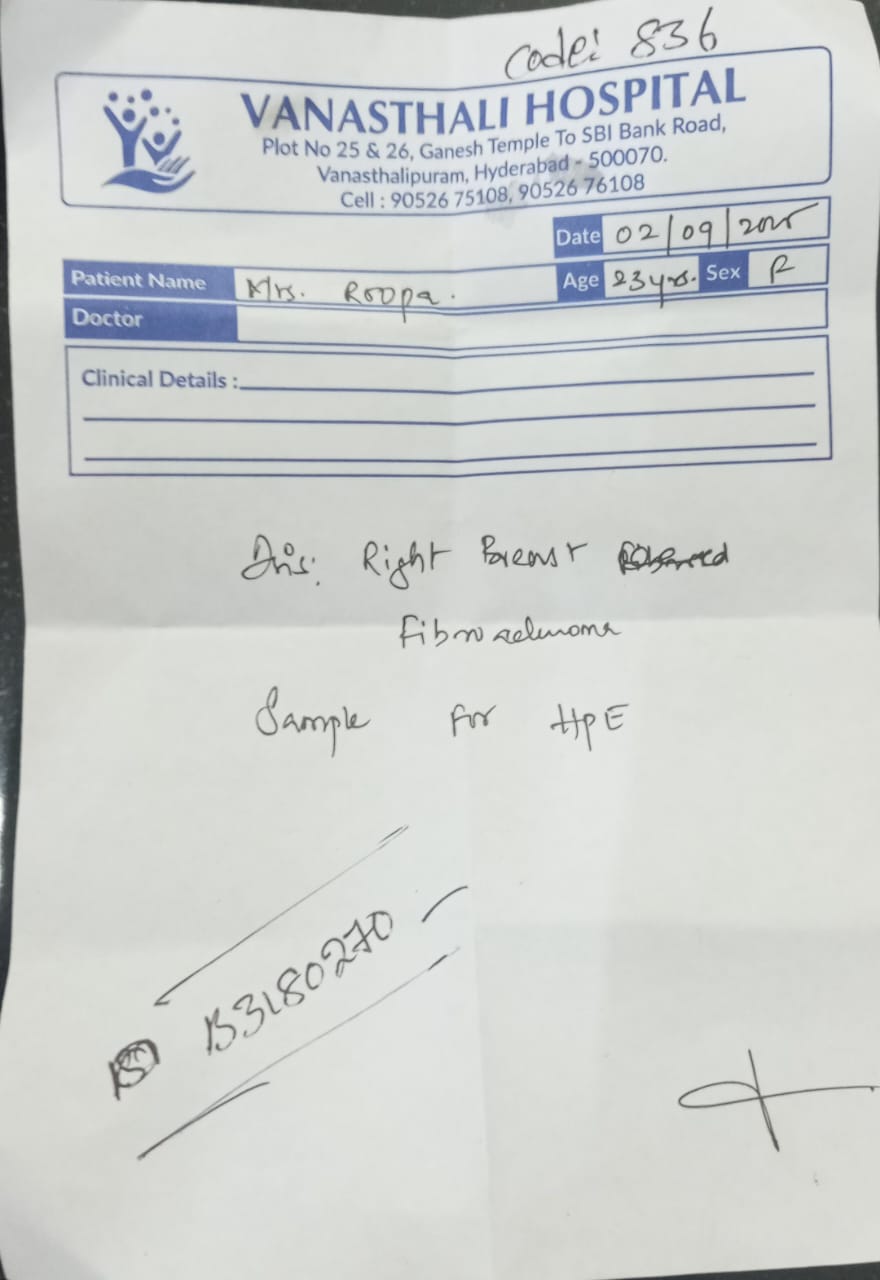 Code: 836
VANASTHALI HOSPITAL
Plot No 25 & 26, Ganesh Temple To SBI Bank Road,
Vanasthalipuram, Hyderabad - 500070.
Cell : 90526 75108, 90526 76108
Date 02/09/2025
Patient Name Mrs. Roopa. Age 23yrs. Sex F
Doctor
Clinical Details :
Right Breast
Fibroadenoma
Sample For HPE
B3180270